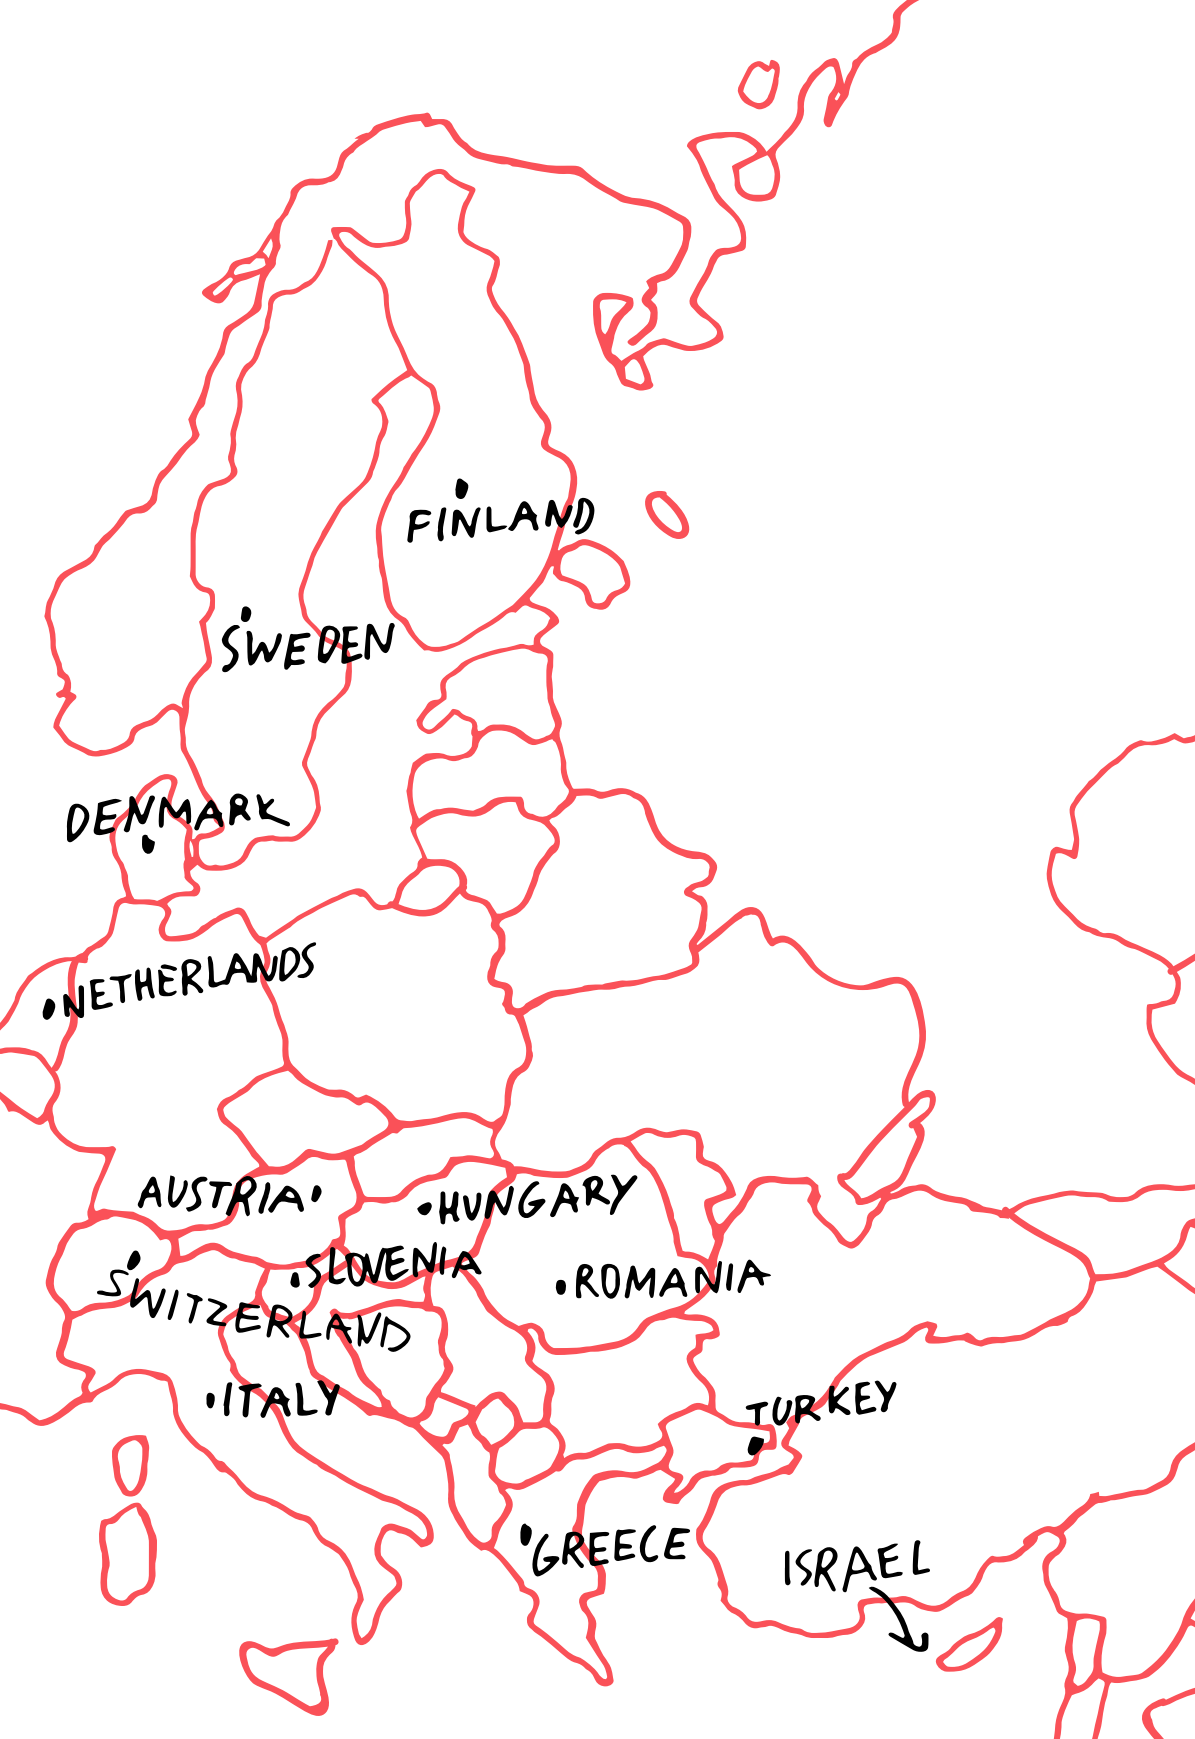 FINLAND
SWEDEN
DENMARK
NETHERLANDS
AUSTRIA
HUNGARY
SLOVENIA
ROMANIA
SWITZERLAND
ITALY
TURKEY
GREECE
ISRAEL